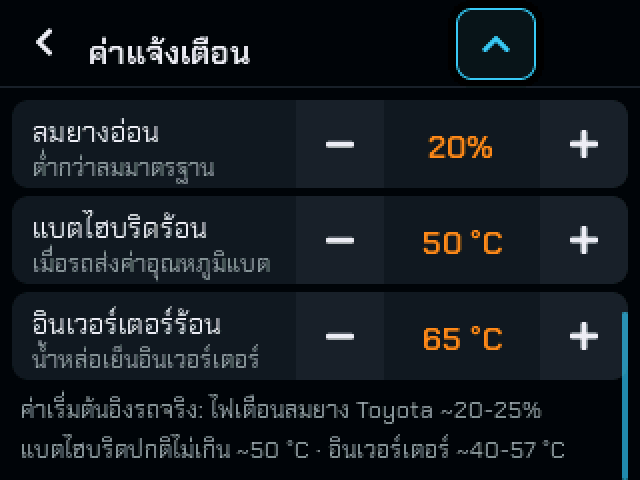 ค่าแจ้งเตือน
ลมยางอ่อน
ต่ำกว่าลมมาตรฐาน
20%
แบตไฮบริดร้อน
เมื่อรถส่งค่าอุณหภูมิแบต
50 °C
อินเวอร์เตอร์ร้อน
น้ำหล่อเย็นอินเวอร์เตอร์
65 °C
ค่าเริ่มต้นอิงรถจริง: ไฟเตือนลมยาง Toyota ~20-25%
แบตไฮบริดปกติไม่เกิน ~50 °C · อินเวอร์เตอร์ ~40-57 °C